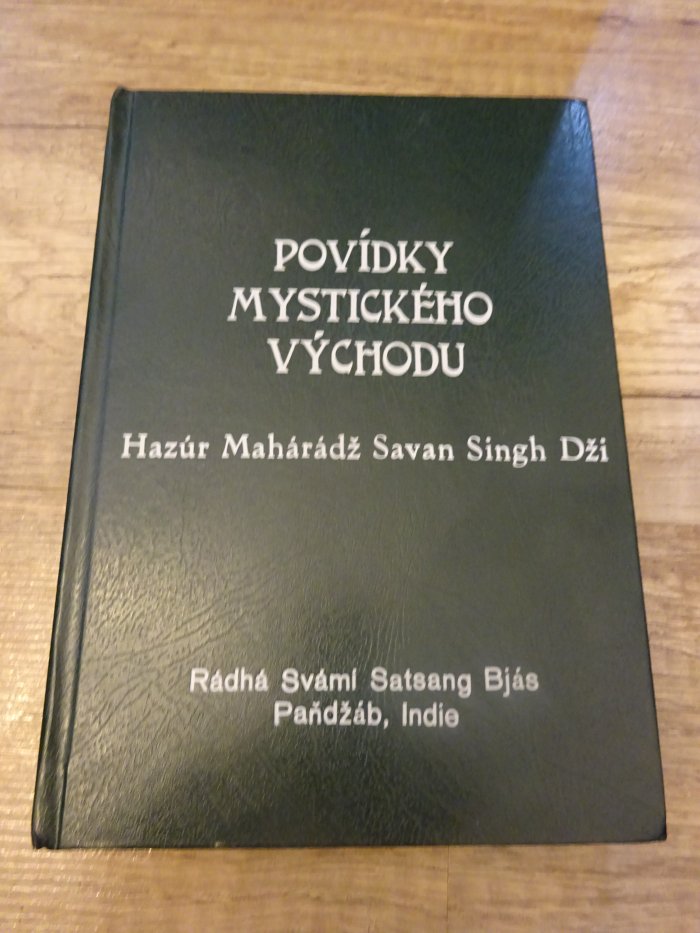 POVÍDKY
MYSTICKÉHO
VÝCHODU
Hazúr Mahárádž Savan Singh Dži
Rádhá Svámí Satsang Bjás
Paňdžáb, Indie